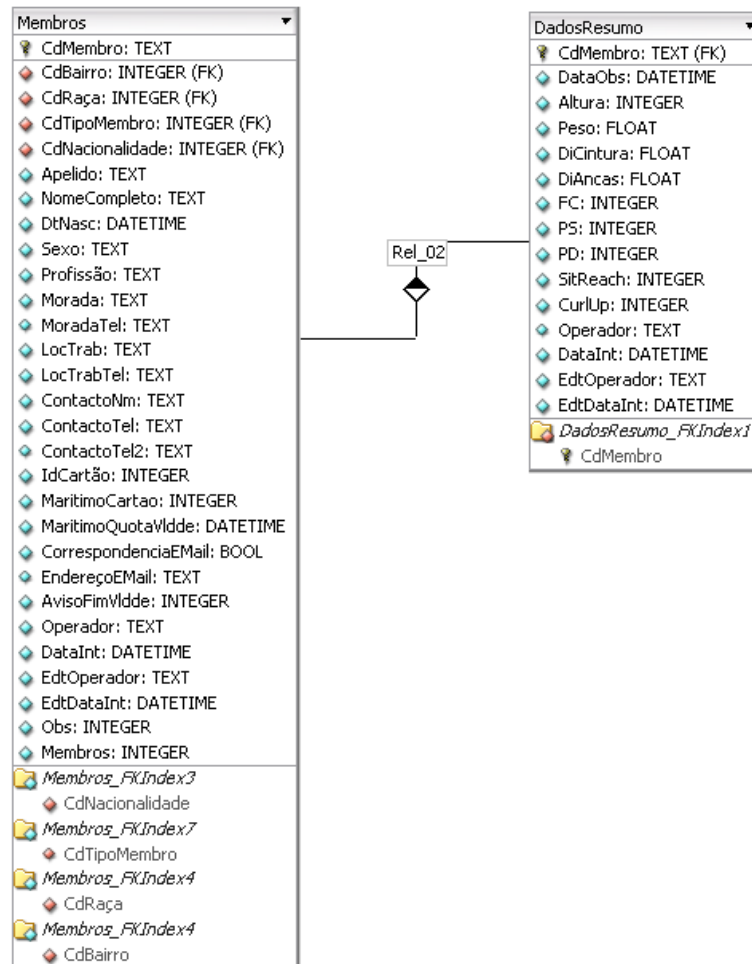 Membros
CdMembro: TEXT
CdBairro: INTEGER (FK)
CdRaça: INTEGER (FK)
CdTipoMembro: INTEGER (FK)
CdNacionalidade: INTEGER (FK)
Apelido: TEXT
NomeCompleto: TEXT
DtNasc: DATETIME
Sexo: TEXT
Profissão: TEXT
Morada: TEXT
MoradaTel: TEXT
LocTrab: TEXT
LocTrabTel: TEXT
ContactoNm: TEXT
ContactoTel: TEXT
ContactoTel2: TEXT
IdCartão: INTEGER
MaritimoCartao: INTEGER
MaritimoQuotaVldde: DATETIME
CorrespondenciaEMail: BOOL
EndereçoEMail: TEXT
AvisoFimVldde: INTEGER
Operador: TEXT
DataInt: DATETIME
EdtOperador: TEXT
EdtDataInt: DATETIME
Obs: INTEGER
Membros: INTEGER
Membros_FKIndex3
CdNacionalidade
Membros_FKIndex7
CdTipoMembro
Membros_FKIndex4
CdRaça
Membros_FKIndex4
CdBairro
Rel_02
DadosResumo
CdMembro: TEXT (FK)
DataObs: DATETIME
Altura: INTEGER
Peso: FLOAT
DiCintura: FLOAT
DiAncas: FLOAT
FC: INTEGER
PS: INTEGER
PD: INTEGER
SitReach: INTEGER
CurlUp: INTEGER
Operador: TEXT
DataInt: DATETIME
EdtOperador: TEXT
EdtDataInt: DATETIME
DadosResumo_FKIndex1
CdMembro